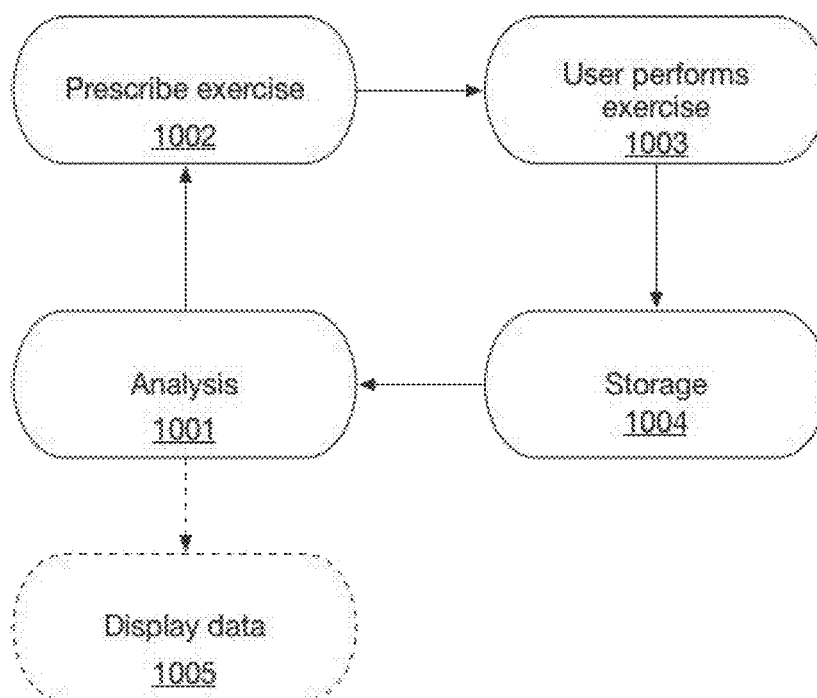 Prescribe exercise
1002
User performs
exercise
1003
Analysis
1001
Storage
1004
Display data
1005